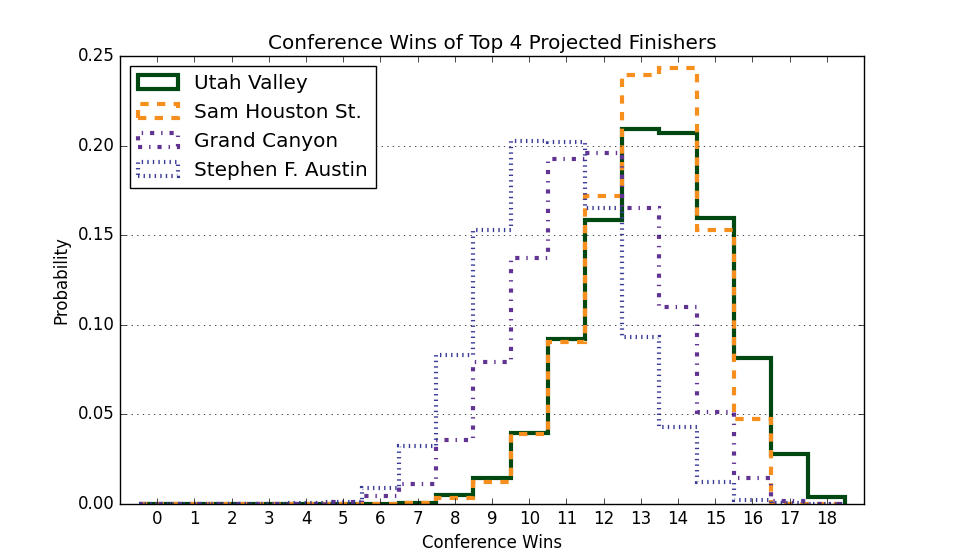 Conference Wins of Top 4 Projected Finishers
0.25
0.20
0.15
0.10
0.05
0.00
Probability
Utah Valley
Sam Houston St.
Grand Canyon
Stephen F. Austin
0 1 2 3 4 5 6 7 8 9 10 11 12 13 14 15 16 17 18
Conference Wins